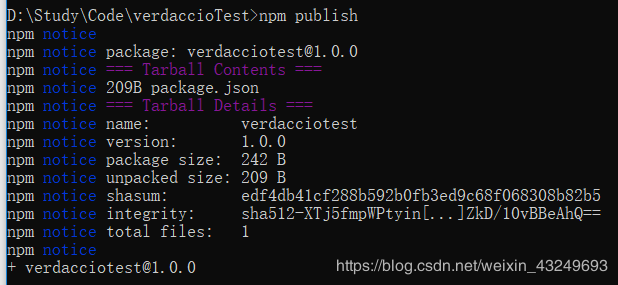 D:\Study\Code\verdaccioTest>npm publish
npm notice
npm notice package: verdacciotest@1.0.0
npm notice === Tarball Contents ===
npm notice 209B package.json
npm notice === Tarball Details ===
npm notice name: verdacciotest
npm notice version: 1.0.0
npm notice package size: 242 B
npm notice unpacked size: 209 B
npm notice shasum: edf4db41cf288b592b0fb3ed9c68f068308b82b5
npm notice integrity: sha512-XTj5fmpWPtyin[...]ZkD/10vBBeAhQ==
npm notice total files: 1
npm notice
+ verdacciotest@1.0.0
https://blog.csdn.net/weixin_43249693